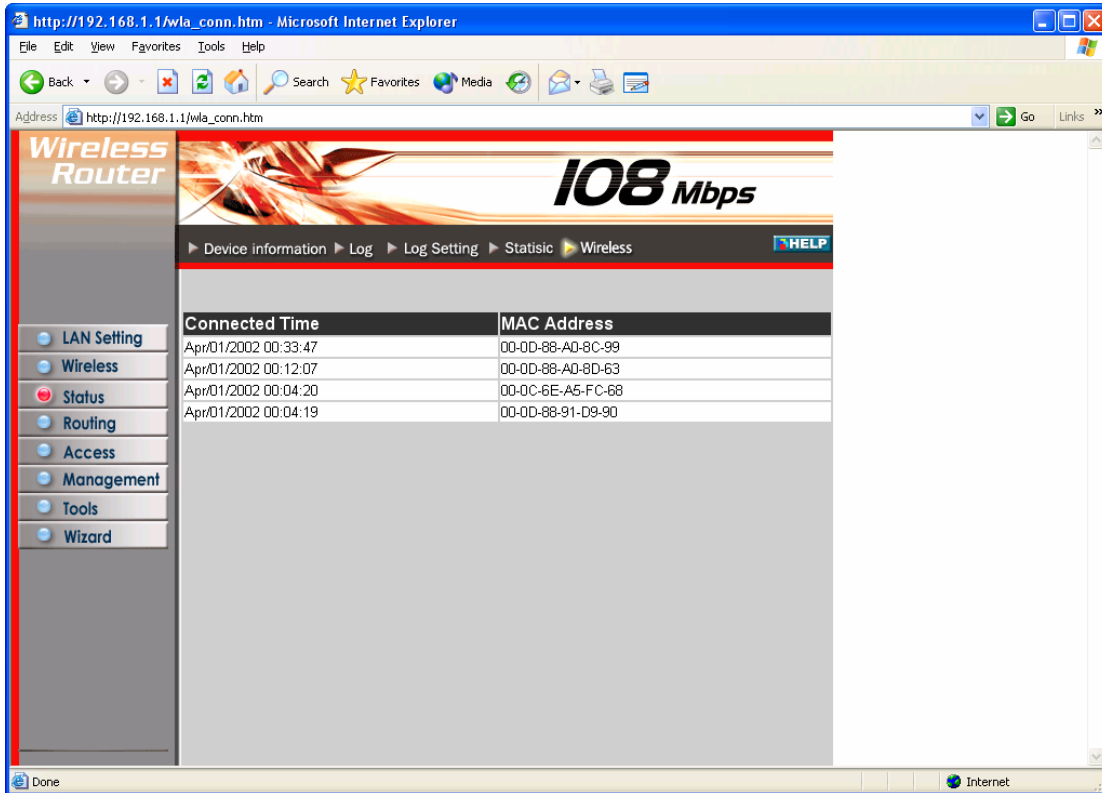 http://192.168.1.1/wla_conn.htm - Microsoft Internet Explorer
File Edit View Favorites Tools Help
Back Search Favorites Media
Address http://192.168.1.1/wla_conn.htm Go Links »
Wireless
Router
108 Mbps
Device information Log Log Setting Statisic Wireless HELP
LAN Setting
Wireless
Status
Routing
Access
Management
Tools
Wizard
Connected Time MAC Address
Apr/01/2002 00:33:47 00-0D-88-A0-8C-99
Apr/01/2002 00:12:07 00-0D-88-A0-8D-63
Apr/01/2002 00:04:20 00-0C-6E-A5-FC-68
Apr/01/2002 00:04:19 00-0D-88-91-D9-90
Done Internet